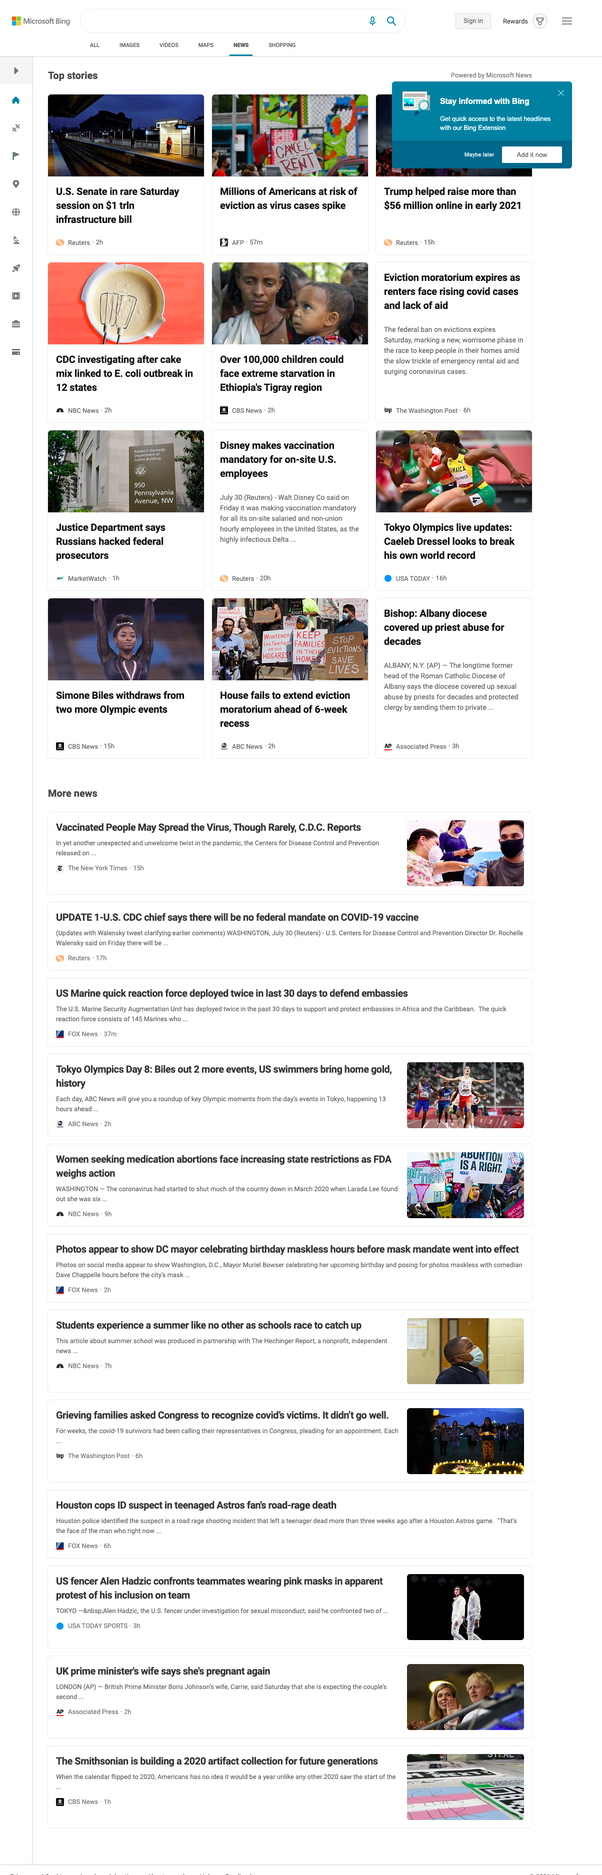 Microsoft Bing
Sign in
Rewards
ALL
IMAGES
VIDEOS
MAPS
NEWS
SHOPPING
Top stories
Powered by Microsoft News
Stay informed with Bing
Get quick access to the latest headlines
with our Bing Extension
Maybe later
Add it now
CANCEL
RENT
U.S. Senate in rare Saturday
session on $1 trln
infrastructure bill
Reuters · 2h
Millions of Americans at risk of
eviction as virus cases spike
AFP · 57m
Trump helped raise more than
$56 million online in early 2021
Reuters · 15h
CDC investigating after cake
mix linked to E. coli outbreak in
12 states
NBC News · 2h
Over 100,000 children could
face extreme starvation in
Ethiopia's Tigray region
CBS News · 2h
Eviction moratorium expires as
renters face rising covid cases
and lack of aid
The federal ban on evictions expires
Saturday, marking a new, worrisome phase in
the race to keep people in their homes amid
the slow trickle of emergency rental aid and
surging coronavirus cases.
The Washington Post · 6h
950
Pennsylvania
Avenue, NW
Justice Department says
Russians hacked federal
prosecutors
MarketWatch · 1h
Disney makes vaccination
mandatory for on-site U.S.
employees
July 30 (Reuters) - Walt Disney Co said on
Friday it was making vaccination mandatory
for all its on-site salaried and non-union
hourly employees in the United States, as the
highly infectious Delta ...
Reuters · 20h
JAMAICA
Tokyo Olympics live updates:
Caeleb Dressel looks to break
his own world record
USA TODAY · 16h
Simone Biles withdraws from
two more Olympic events
CBS News · 15h
KEEP
FAMILIES
IN THEIR
HOMES
STOP
EVICTIONS
SAVE
LIVES
House fails to extend eviction
moratorium ahead of 6-week
recess
ABC News · 2h
Bishop: Albany diocese
covered up priest abuse for
decades
ALBANY, N.Y. (AP) — The longtime former
head of the Roman Catholic Diocese of
Albany says the diocese covered up sexual
abuse by priests for decades and protected
clergy by sending them to private ...
AP Associated Press · 3h
More news
Vaccinated People May Spread the Virus, Though Rarely, C.D.C. Reports
In yet another unexpected and unwelcome twist in the pandemic, the Centers for Disease Control and Prevention
released on ...
The New York Times · 15h
UPDATE 1-U.S. CDC chief says there will be no federal mandate on COVID-19 vaccine
(Updates with Walensky tweet clarifying earlier comments) WASHINGTON, July 30 (Reuters) - U.S. Centers for Disease Control and Prevention Director Dr. Rochelle
Walensky said on Friday there will be ...
Reuters · 17h
US Marine quick reaction force deployed twice in last 30 days to defend embassies
The U.S. Marine Security Augmentation Unit has deployed twice in the past 30 days to support and protect embassies in Africa and the Caribbean. The quick
reaction force consists of 145 Marines who ...
FOX News · 37m
Tokyo Olympics Day 8: Biles out 2 more events, US swimmers bring home gold,
history
Each day, ABC News will give you a roundup of key Olympic moments from the day's events in Tokyo, happening 13
hours ahead ...
ABC News · 2h
Women seeking medication abortions face increasing state restrictions as FDA
weighs action
WASHINGTON — The coronavirus had started to shut much of the country down in March 2020 when Larada Lee found
out she was six ...
NBC News · 9h
ABORTION
IS A RIGHT.
Photos appear to show DC mayor celebrating birthday maskless hours before mask mandate went into effect
Photos on social media appear to show Washington, D.C., Mayor Muriel Bowser celebrating her upcoming birthday and posing for photos maskless with comedian
Dave Chappelle hours before the city's mask ...
FOX News · 2h
Students experience a summer like no other as schools race to catch up
This article about summer school was produced in partnership with The Hechinger Report, a nonprofit, independent
news ...
NBC News · 7h
Grieving families asked Congress to recognize covid's victims. It didn't go well.
For weeks, the covid-19 survivors had been calling their representatives in Congress, pleading for an appointment. Each
...
wp The Washington Post · 6h
Houston cops ID suspect in teenaged Astros fan's road-rage death
Houston police identified the suspect in a road rage shooting incident that left a teenager dead more than three weeks ago after a Houston Astros game. "That's
the face of the man who right now ...
FOX News · 6h
US fencer Alen Hadzic confronts teammates wearing pink masks in apparent
protest of his inclusion on team
TOKYO —&nbsp;Alen Hadzic, the U.S. fencer under investigation for sexual misconduct, said he confronted two of ...
USA TODAY SPORTS · 3h
UK prime minister's wife says she's pregnant again
LONDON (AP) — British Prime Minister Boris Johnson's wife, Carrie, said Saturday that she is expecting the couple's
second ...
AP Associated Press · 2h
The Smithsonian is building a 2020 artifact collection for future generations
When the calendar flipped to 2020, Americans has no idea it would be a year unlike any other.2020 saw the start of the
...
CBS News · 1h